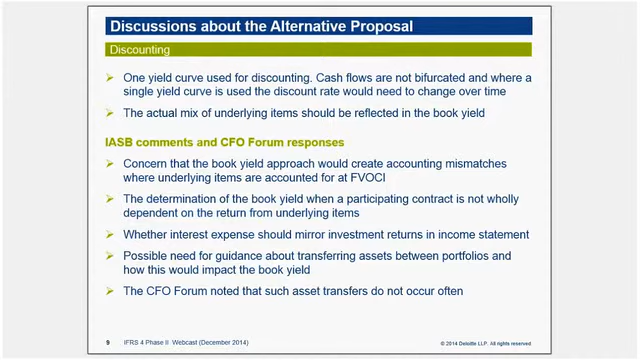 Discussions about the Alternative Proposal
Discounting
One yield curve used for discounting. Cash flows are not bifurcated and where a
single yield curve is used the discount rate would need to change over time
The actual mix of underlying items should be reflected in the book yield
IASB comments and CFO Forum responses
Concern that the book yield approach would create accounting mismatches
where underlying items are accounted for at FVOCI
The determination of the book yield when a participating contract is not wholly
dependent on the return from underlying items
Whether interest expense should mirror investment returns in income statement
Possible need for guidance about transferring assets between portfolios and
how this would impact the book yield
The CFO Forum noted that such asset transfers do not occur often
9 IFRS 4 Phase II Webcast (December 2014)
© 2014 Deloitte LLP. All rights reserved